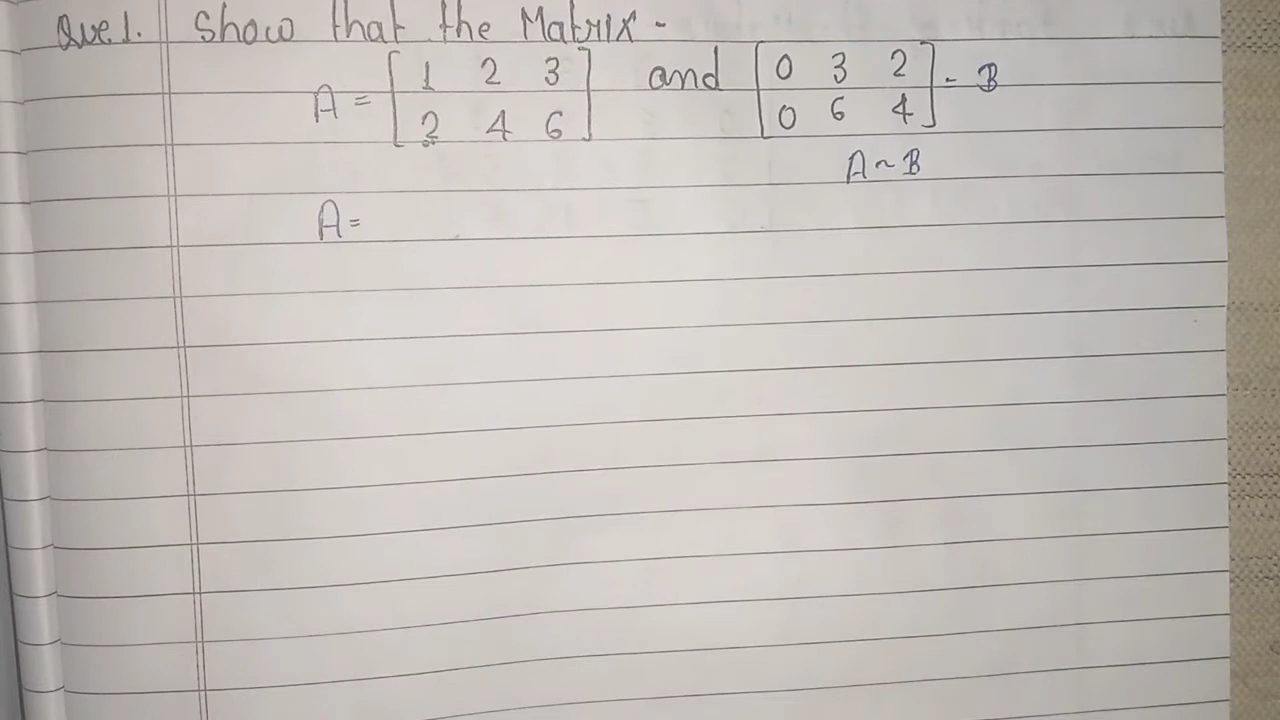 Que 1. Show that the Matrix -
A = [ 1 2 3 ] and [ 0 3 2 ] = B
[ 2 4 6 ] [ 0 6 4 ]
A ~ B
A =